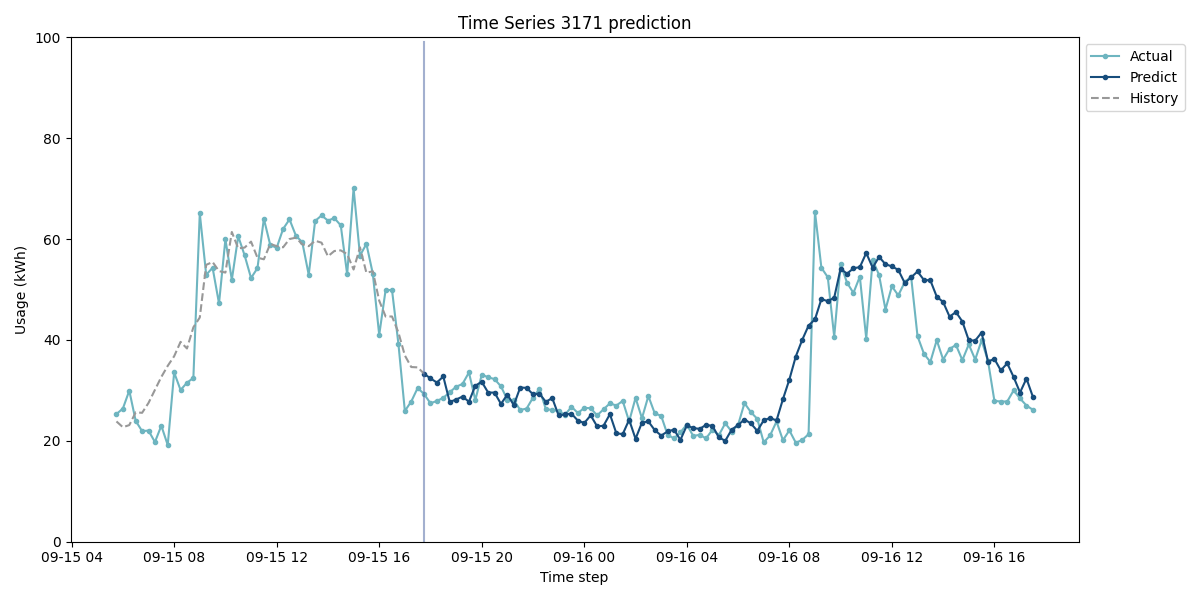 Time Series 3171 prediction
100
80
60
40
20
0
Usage (kWh)
09-15 04
09-15 08
09-15 12
09-15 16
09-15 20
09-16 00
09-16 04
09-16 08
09-16 12
09-16 16
Time step
Actual
Predict
History